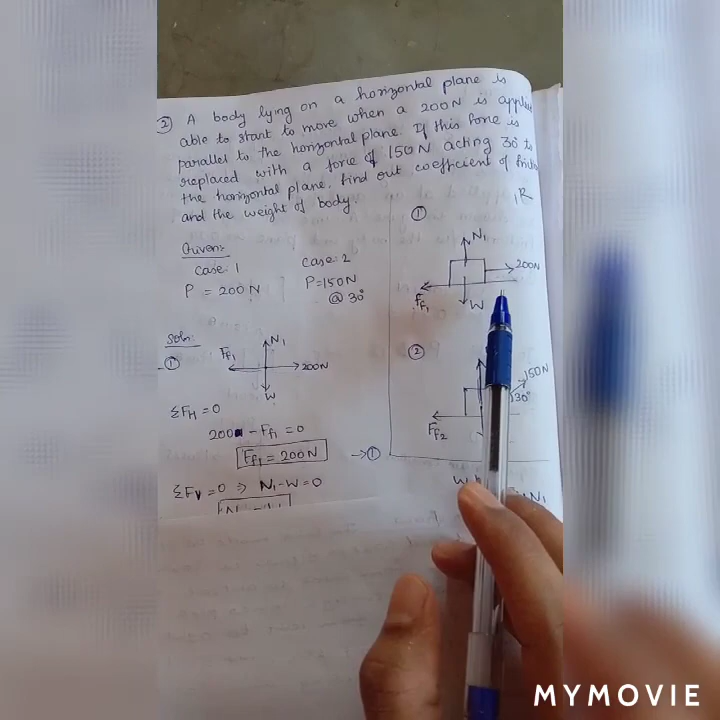 ② A body lying on a horizontal plane is
able to start to move when a 200N is
parallel to the horizontal plane. If this force is
replaced with a force of 150N acting 30° to
the horizontal plane. find out coefficient of
and the weight of body.
Given:
Case: 1
P = 200 N
Case: 2
P=150N
@ 30°
Soln:
①
Ff1
N1
200N
W
ΣFH = 0
200 - Ff1 = 0
Ff1 = 200N → ①
ΣFV = 0 ⇒ N1 - W = 0
R
①
N1
200N
Ff1
W
②
150N
30°
Ff2
MYMOVIE